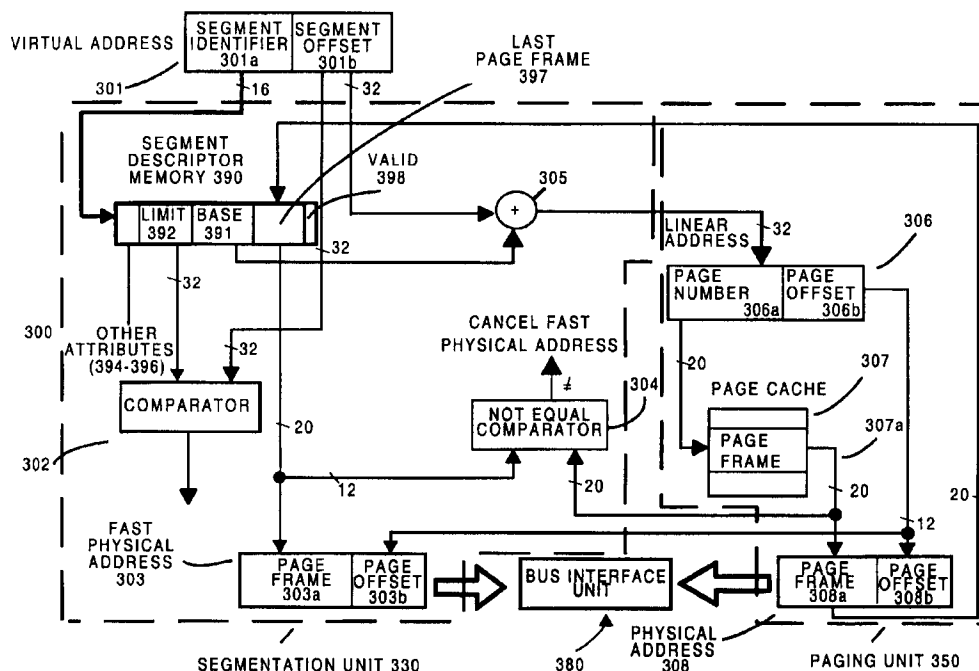 VIRTUAL ADDRESS
301
SEGMENT
IDENTIFIER
301a
SEGMENT
OFFSET
301b
LAST
PAGE FRAME
397
16
32
SEGMENT
DESCRIPTOR
MEMORY 390
VALID
398
305
+
LIMIT
392
BASE
391
32
32
32
LINEAR
ADDRESS
32
306
PAGE
NUMBER
306a
PAGE
OFFSET
306b
300
OTHER
ATTRIBUTES
(394-396)
CANCEL FAST
PHYSICAL ADDRESS
≠
20
PAGE CACHE
307
COMPARATOR
302
20
NOT EQUAL
COMPARATOR
304
PAGE
FRAME
307a
12
20
20
20
12
FAST
PHYSICAL
ADDRESS
303
PAGE
FRAME
303a
PAGE
OFFSET
303b
BUS INTERFACE
UNIT
PAGE
FRAME
308a
PAGE
OFFSET
308b
SEGMENTATION UNIT 330
380
PHYSICAL
ADDRESS
308
PAGING UNIT 350